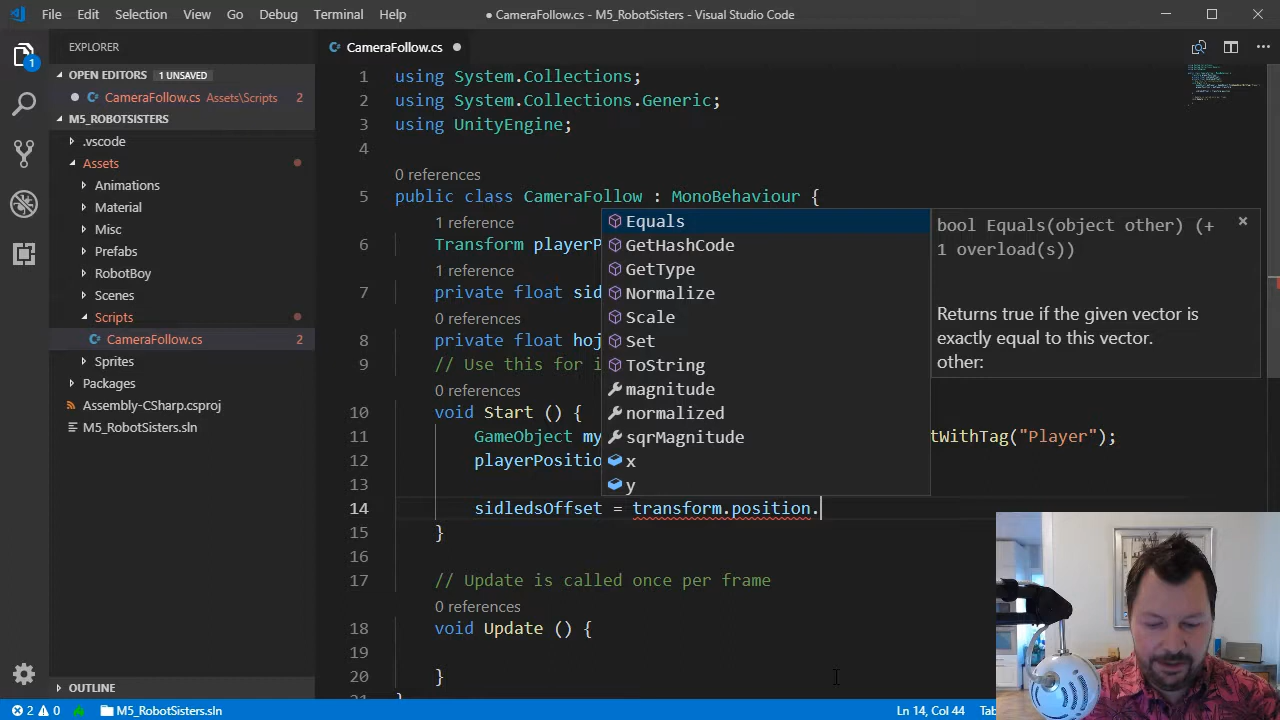 File Edit Selection View Go Debug Terminal Help
● CameraFollow.cs - M5_RobotSisters - Visual Studio Code
EXPLORER
CameraFollow.cs
1
OPEN EDITORS 1 UNSAVED
CameraFollow.cs Assets\Scripts 2
M5_ROBOTSISTERS
.vscode
Assets
Animations
Material
Misc
Prefabs
RobotBoy
Scenes
Scripts
CameraFollow.cs 2
Sprites
Packages
Assembly-CSharp.csproj
M5_RobotSisters.sln
OUTLINE
1 using System.Collections;
2 using System.Collections.Generic;
3 using UnityEngine;
4
0 references
5 public class CameraFollow : MonoBehaviour {
1 reference
6 Transform playerP
1 reference
7 private float sid
0 references
8 private float hoj
9 // Use this for i
0 references
10 void Start () {
11 GameObject my tWithTag("Player");
12 playerPositio
13
14 sidledsOffset = transform.position.
15 }
16
17 // Update is called once per frame
0 references
18 void Update () {
19
20 }
Equals
GetHashCode
GetType
Normalize
Scale
Set
ToString
magnitude
normalized
sqrMagnitude
x
y
bool Equals(object other) (+
1 overload(s))
Returns true if the given vector is
exactly equal to this vector.
other:
2 0 M5_RobotSisters.sln
Ln 14, Col 44